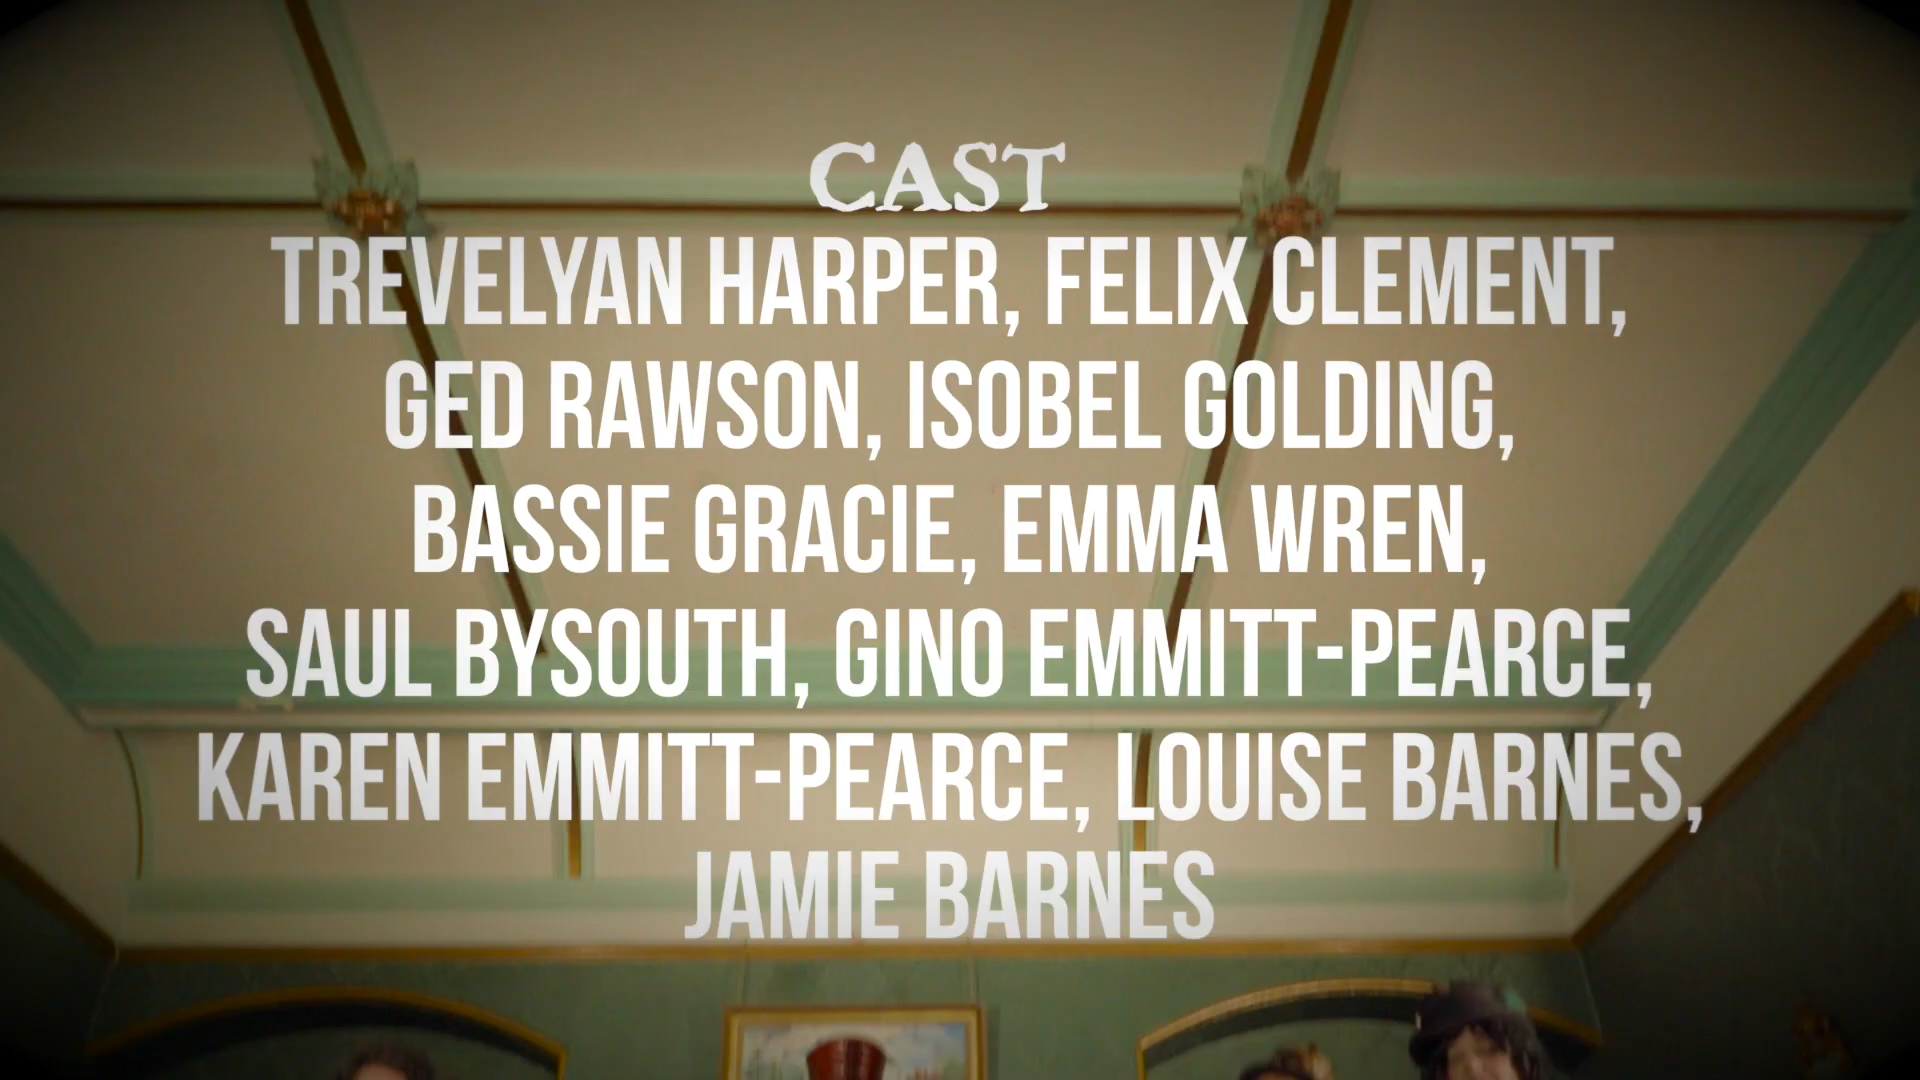 CAST
TREVELYAN HARPER, FELIX CLEMENT,
GED RAWSON, ISOBEL GOLDING,
BASSIE GRACIE, EMMA WREN,
SAUL BYSOUTH, GINO EMMITT-PEARCE,
KAREN EMMITT-PEARCE, LOUISE BARNES,
JAMIE BARNES